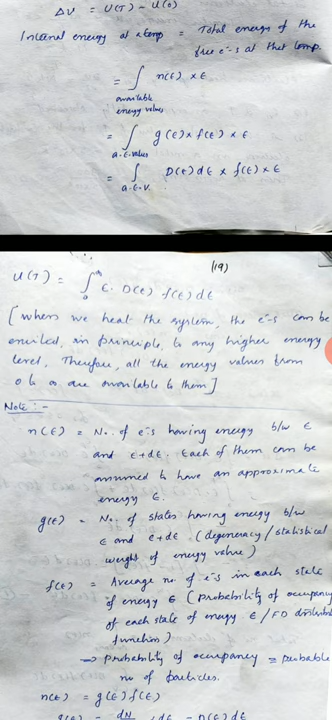 ΔU = U(T) - U(0)
Internal energy at a temp = Total energy of the
free e-s at that temp.
= ∫ n(ε) × ε
available
energy values
= ∫ g(ε) × f(ε) × ε
a.E.values
= ∫ D(ε)dε × f(ε) × ε
a.E.V.
(19)
U(T) = ∫₀^∞ ε. D(ε) f(ε) dε
[when we heat the system, the e-s can be
excited, in principle, to any higher energy
level, Therefore, all the energy values from
0 to ∞ are available to them]
Note :-
n(ε) = No. of e-s having energy b/w ε
and ε+dε. Each of them can be
assumed to have an approximate
energy ε.
g(ε) = No. of states having energy b/w
ε and ε+dε (degeneracy / statistical
weight of energy value)
f(ε) = Average no. of e-s in each state
of energy ε (probability of occupancy
of each state of energy ε / FD distribut
function)
⇒ probability of occupancy = probable
no of particles.
n(ε) = g(ε) f(ε)
g(ε) = dN/dε dε = D(ε) dε